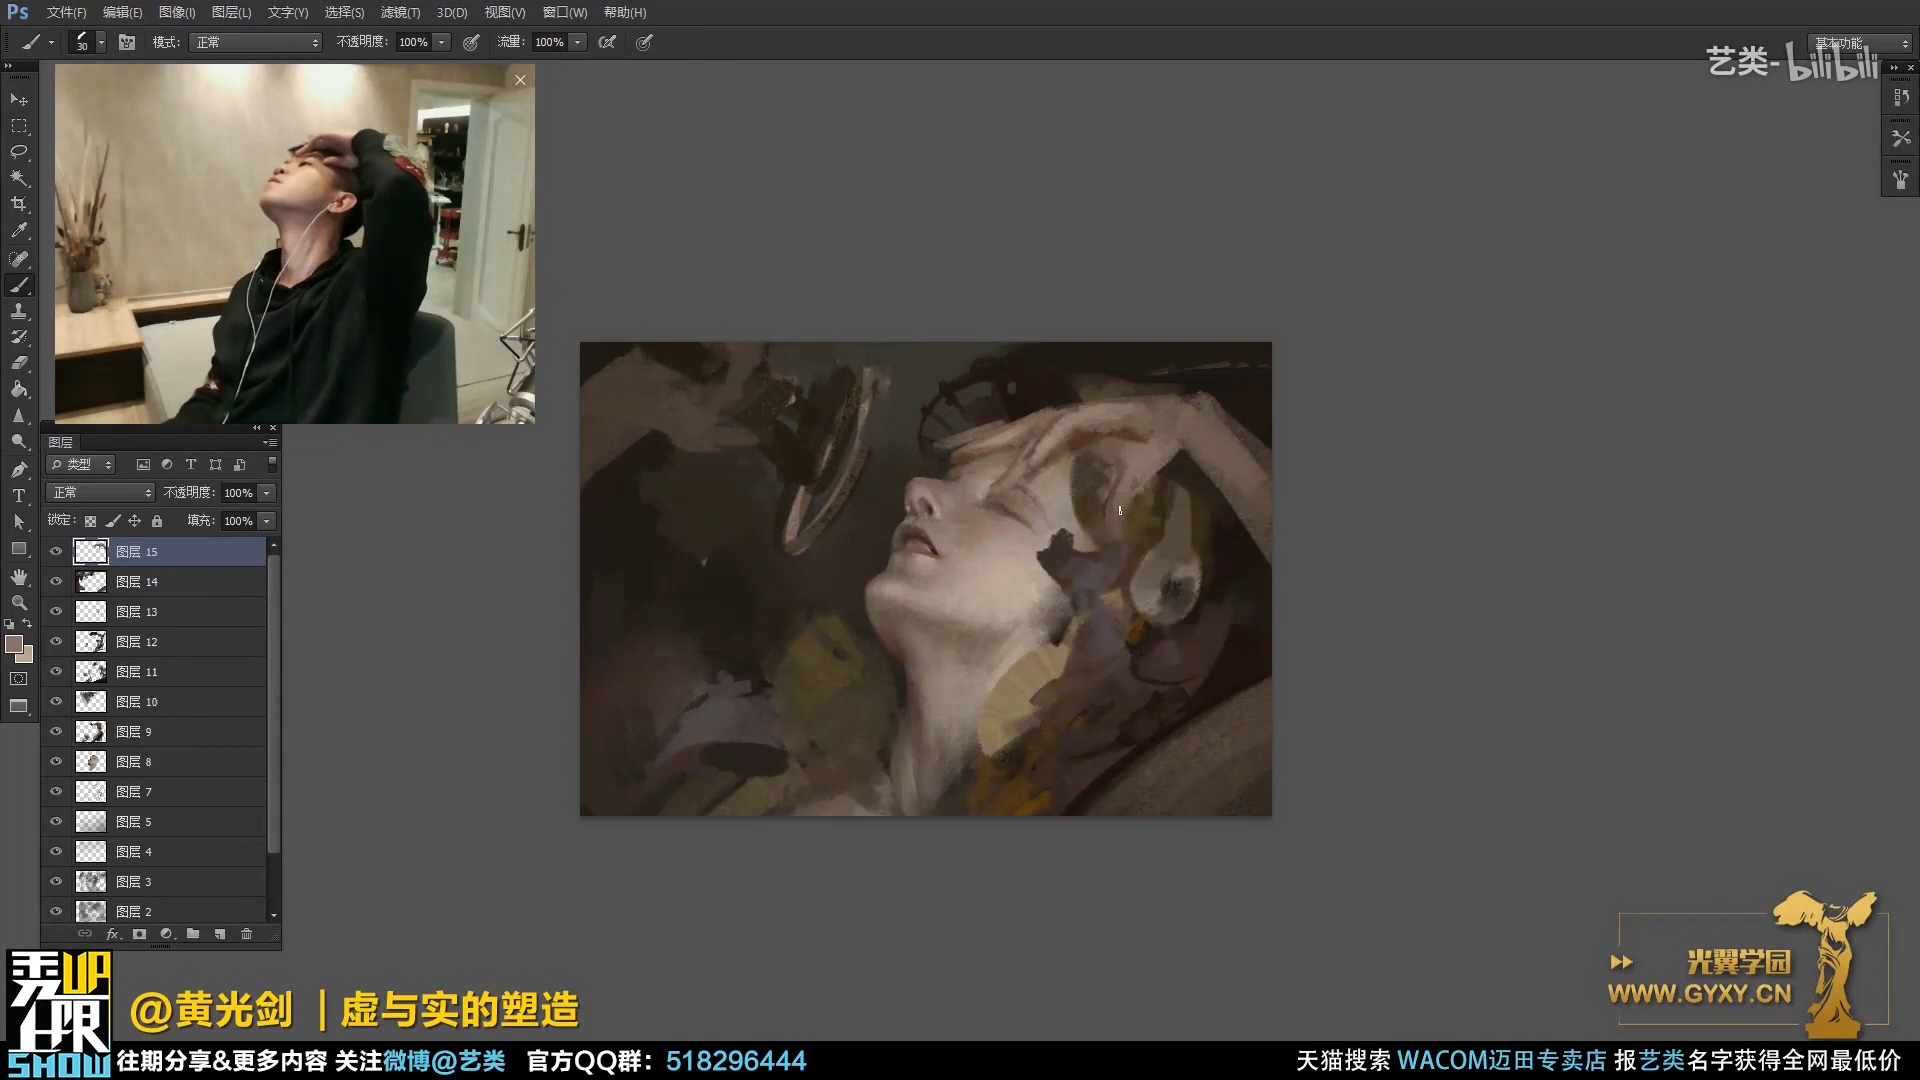 Ps 文件(F) 编辑(E) 图像(I) 图层(L) 文字(Y) 选择(S) 滤镜(T) 3D(D) 视图(V) 窗口(W) 帮助(H)
30 模式: 正常 不透明度: 100% 流量: 100% 基本功能
艺类-bilibili
图层
类型
正常 不透明度: 100%
锁定: 填充: 100%
图层 15
图层 14
图层 13
图层 12
图层 11
图层 10
图层 9
图层 8
图层 7
图层 5
图层 4
图层 3
图层 2
fx
光翼学园
WWW.GYXY.CN
UP
SHOW
@黄光剑 | 虚与实的塑造
往期分享&更多内容 关注微博@艺类 官方QQ群: 518296444
天猫搜索 WACOM迈田专卖店 报艺类名字获得全网最低价